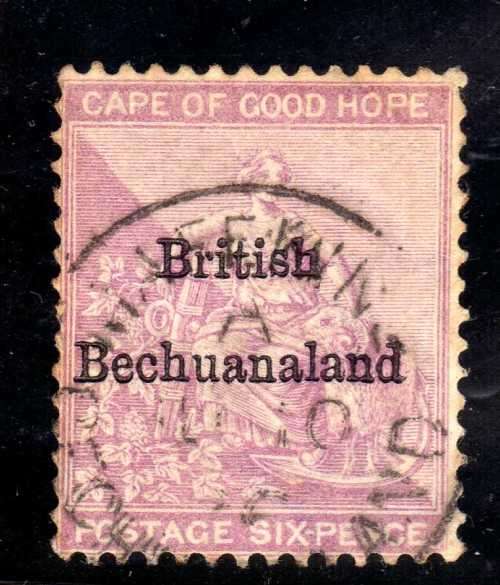 CAPE OF GOOD HOPE
British
Bechuanaland
POSTAGE SIX-PENCE